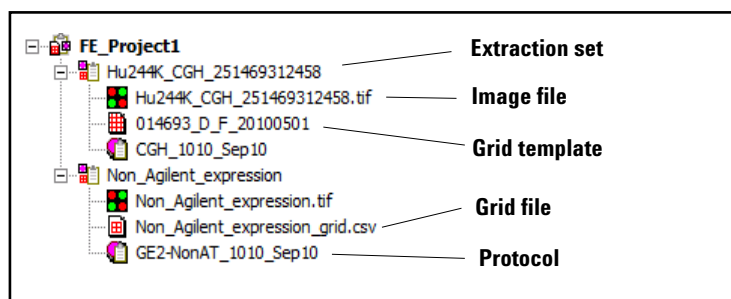 FE_Project1
Hu244K_CGH_251469312458
Extraction set
Hu244K_CGH_251469312458.tif
Image file
014693_D_F_20100501
Grid template
CGH_1010_Sep10
Non_Agilent_expression
Non_Agilent_expression.tif
Grid file
Non_Agilent_expression_grid.csv
GE2-NonAT_1010_Sep10
Protocol